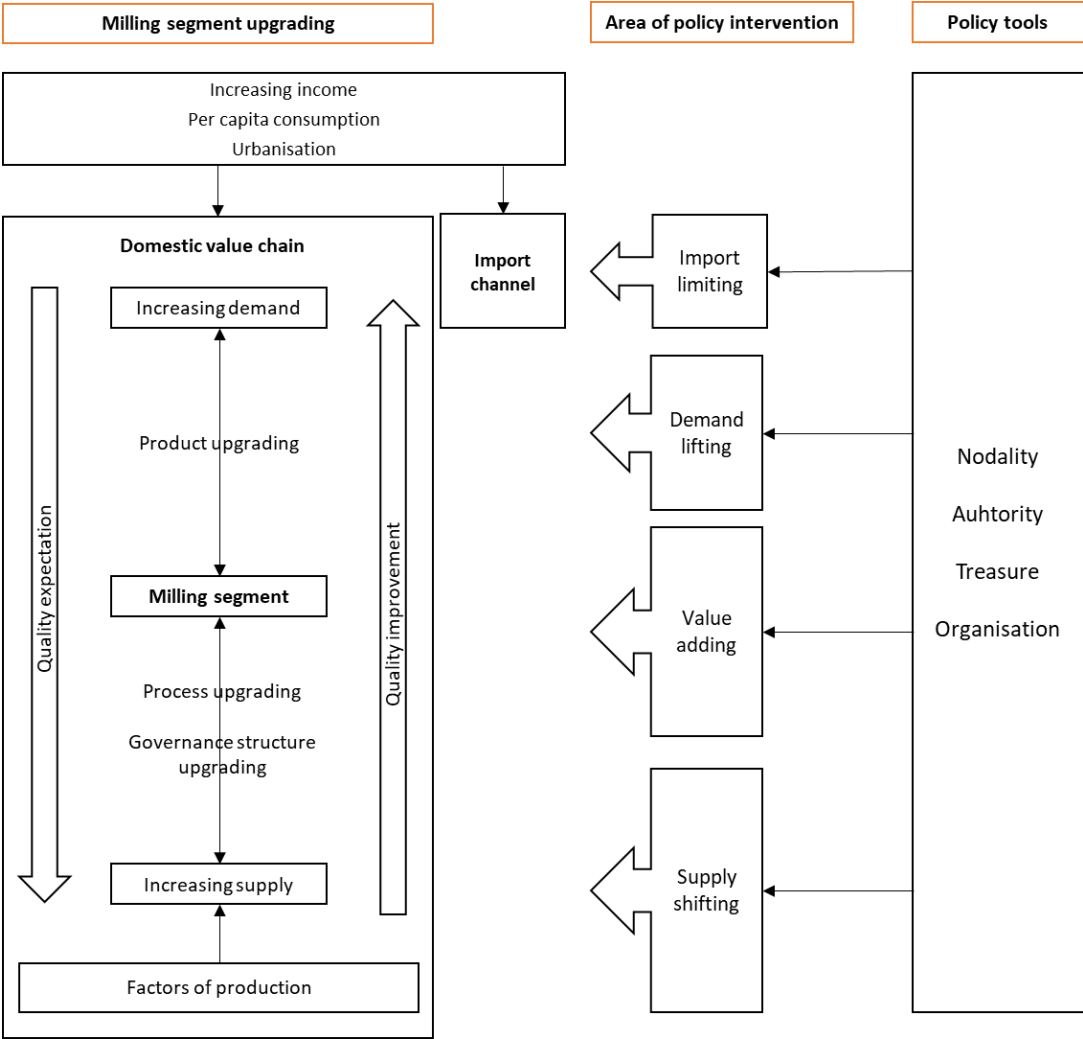 Milling segment upgrading
Area of policy intervention
Policy tools
Increasing income
Per capita consumption
Urbanisation
Domestic value chain
Import
channel
Increasing demand
Product upgrading
Milling segment
Process upgrading
Governance structure
upgrading
Increasing supply
Factors of production
Quality expectation
Quality improvement
Import
limiting
Demand
lifting
Value
adding
Supply
shifting
Nodality
Auhtority
Treasure
Organisation